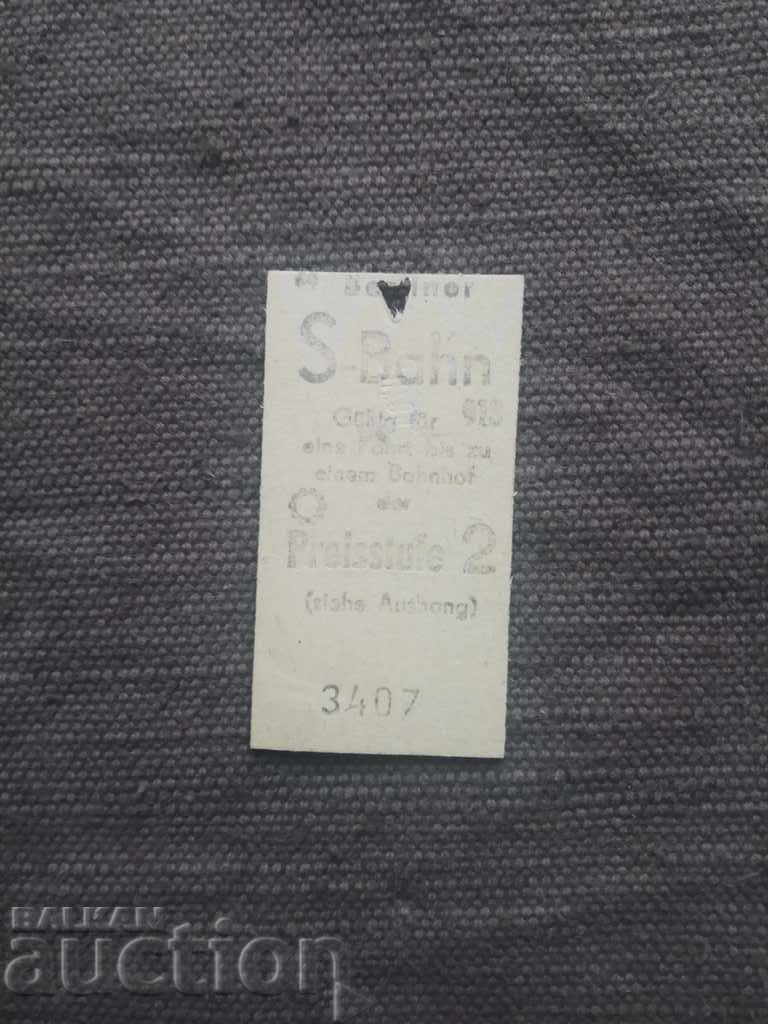 Berliner
S-Bahn
Gültig für
eine Fahrt bis zu
einem Bahnhof
der
Preisstufe 2
(siehe Aushang)
3407
BALKAN
auction